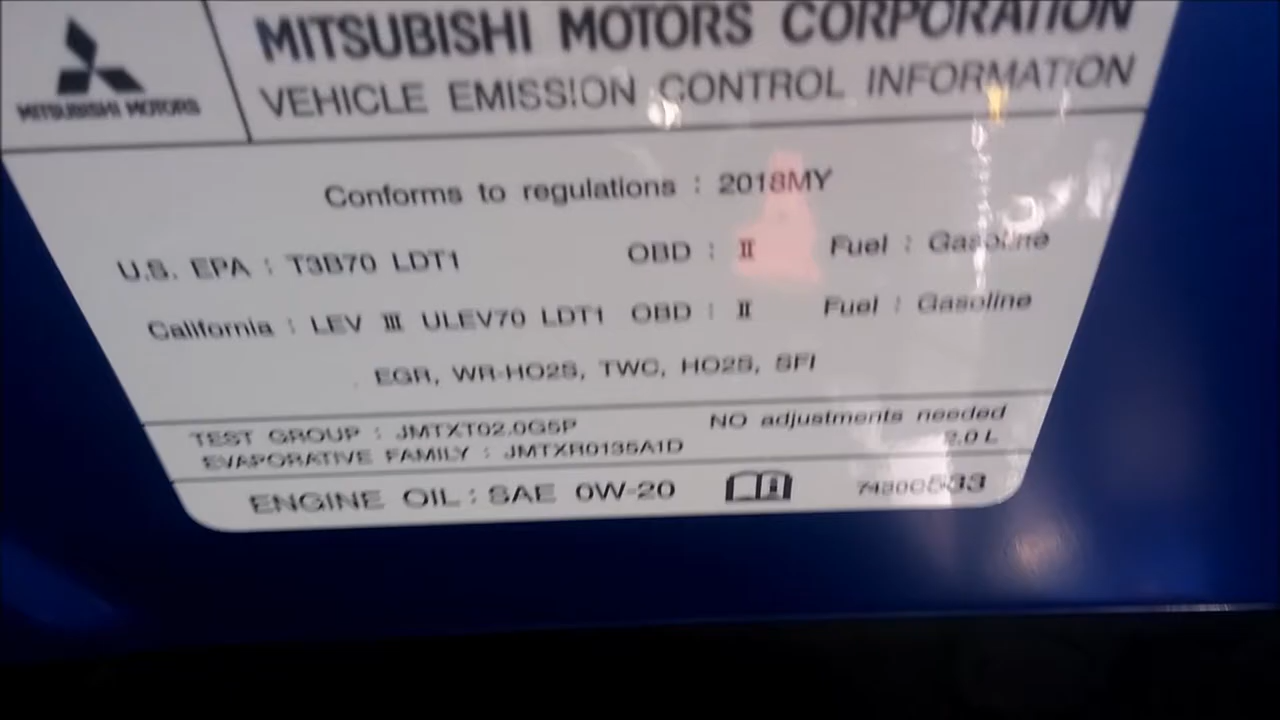 MITSUBISHI MOTORS
MITSUBISHI MOTORS CORPORATION
VEHICLE EMISSION CONTROL INFORMATION
Conforms to regulations : 2018MY
U.S. EPA : T3B70 LDT1 OBD : II Fuel : Gasoline
California : LEV III ULEV70 LDT1 OBD : II Fuel : Gasoline
EGR, WR-HO2S, TWC, HO2S, SFI
TEST GROUP : JMTXT02.0G5P NO adjustments needed
EVAPORATIVE FAMILY : JMTXR0135A1D 2.0 L
ENGINE OIL : SAE 0W-20